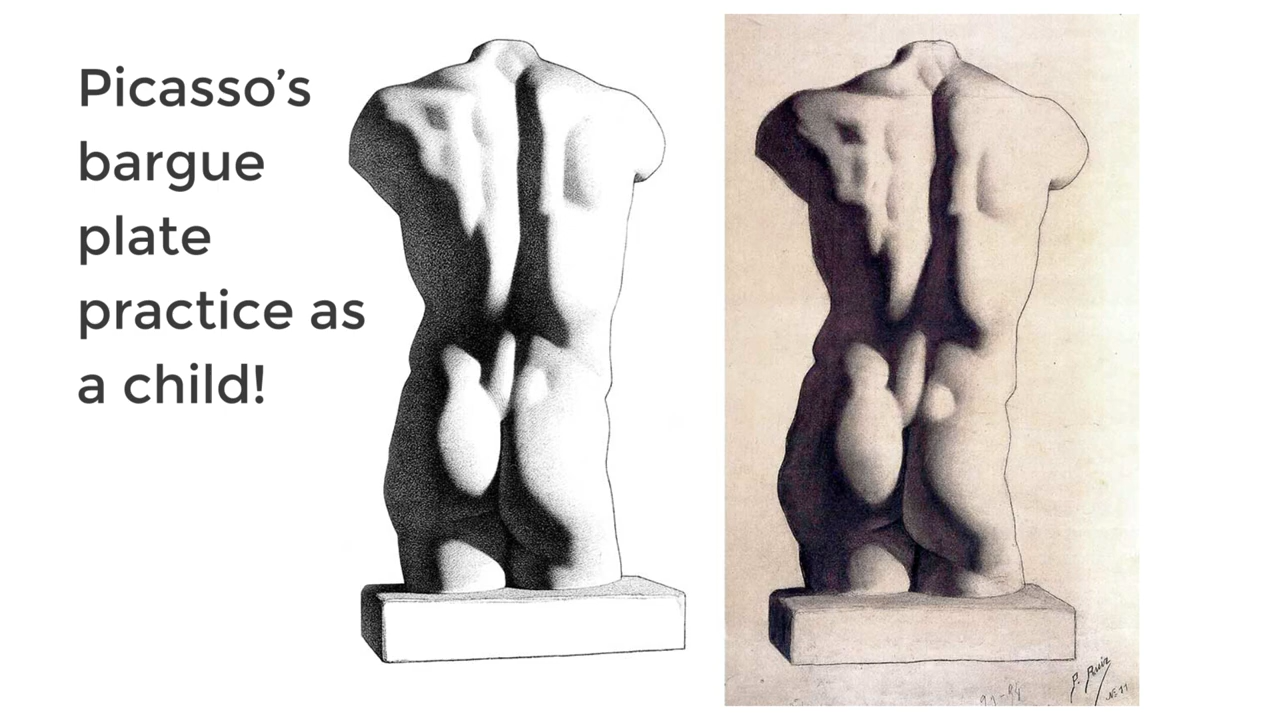 Picasso’s
bargue
plate
practice as
a child!
P. Ruiz